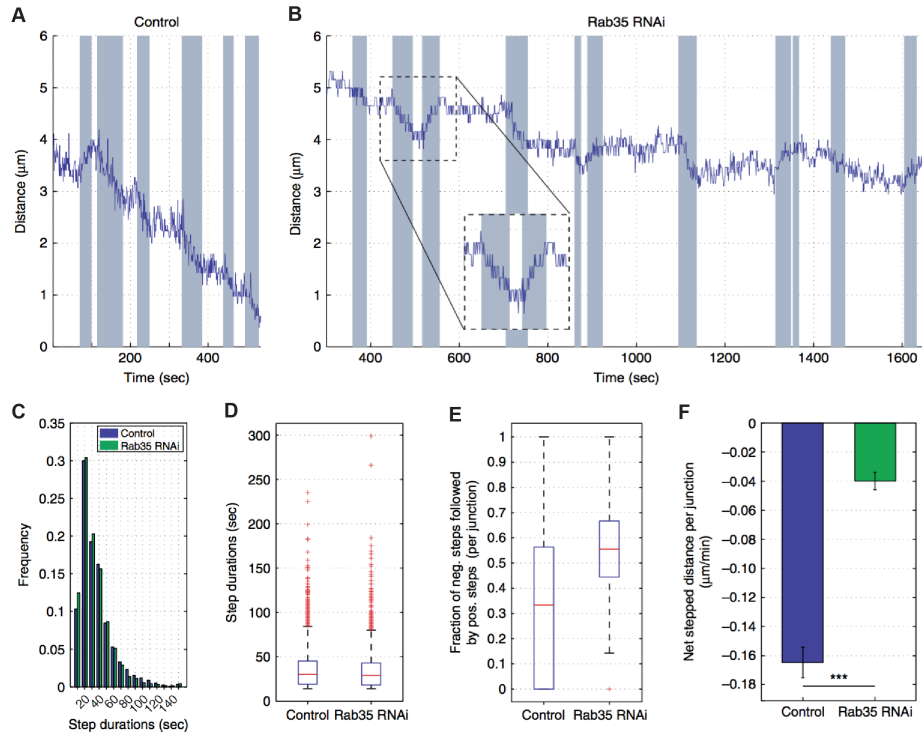 A
Control
6
5
4
3
2
1
0
Distance (µm)
200
400
Time (sec)
B
Rab35 RNAi
6
5
4
3
2
1
0
Distance (µm)
400
600
800
1000
1200
1400
1600
Time (sec)
C
Control
Rab35 RNAi
0.35
0.3
0.25
0.2
0.15
0.1
0.05
0
Frequency
20
40
60
80
100
120
140
Step durations (sec)
D
300
250
200
150
100
50
0
Step durations (sec)
Control
Rab35 RNAi
E
1
0.9
0.8
0.7
0.6
0.5
0.4
0.3
0.2
0.1
0
Fraction of neg. steps followed
by pos. steps (per junction)
Control
Rab35 RNAi
F
0
−0.02
−0.04
−0.06
−0.08
−0.10
−0.12
−0.14
−0.16
−0.18
Net stepped distance per junction
(µm/min)
***
Control
Rab35 RNAi